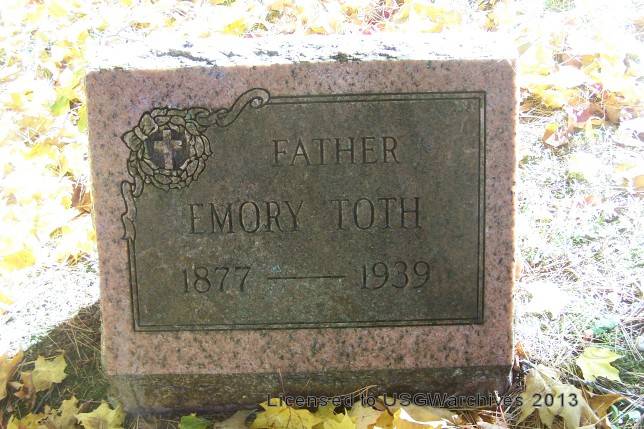 FATHER
EMORY TOTH
1877 — 1939
Licensed to USGWarchives © 2013